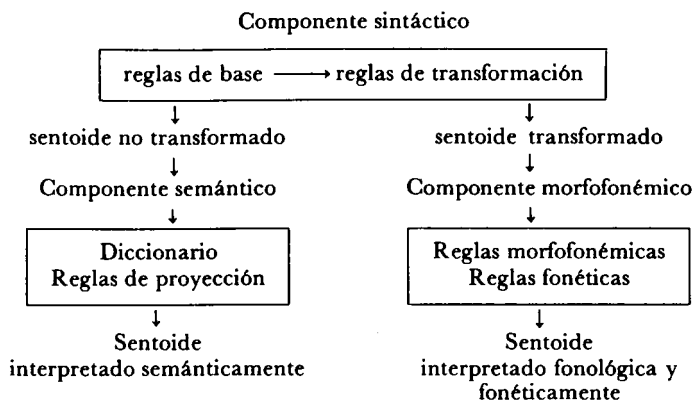 Componente sintáctico
reglas de base → reglas de transformación
sentoide no transformado
sentoide transformado
Componente semántico
Componente morfofonémico
Diccionario
Reglas de proyección
Reglas morfofonémicas
Reglas fonéticas
Sentoide
interpretado semánticamente
Sentoide
interpretado fonológica y
fonéticamente